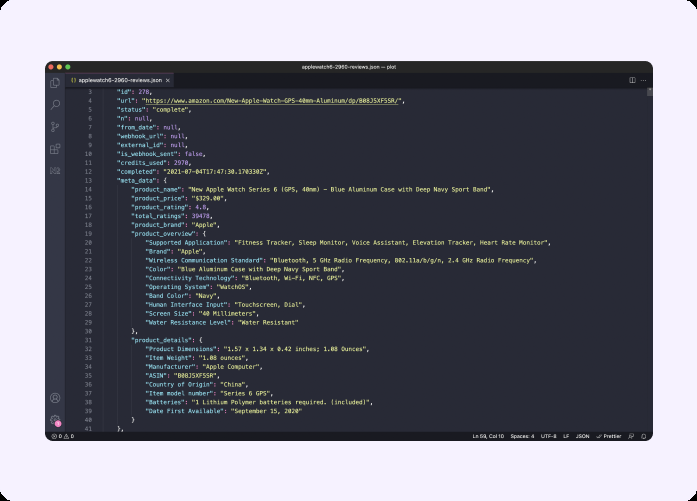 applewatch6-2960-reviews.json — plot
{} applewatch6-2960-reviews.json ×
3 "id": 278,
4 "url": "https://www.amazon.com/New-Apple-Watch-GPS-40mm-Aluminum/dp/B08J5XF5SR/",
5 "status": "complete",
6 "n": null,
7 "from_date": null,
8 "webhook_url": null,
9 "external_id": null,
10 "is_webhook_sent": false,
11 "credits_used": 2970,
12 "completed": "2021-07-04T17:47:30.170330Z",
13 "meta_data": {
14 "product_name": "New Apple Watch Series 6 (GPS, 40mm) - Blue Aluminum Case with Deep Navy Sport Band",
15 "product_price": "$329.00",
16 "product_rating": 4.8,
17 "total_ratings": 39478,
18 "product_brand": "Apple",
19 "product_overview": {
20 "Supported Application": "Fitness Tracker, Sleep Monitor, Voice Assistant, Elevation Tracker, Heart Rate Monitor",
21 "Brand": "Apple",
22 "Wireless Communication Standard": "Bluetooth, 5 GHz Radio Frequency, 802.11a/b/g/n, 2.4 GHz Radio Frequency",
23 "Color": "Blue Aluminum Case with Deep Navy Sport Band",
24 "Connectivity Technology": "Bluetooth, Wi-Fi, NFC, GPS",
25 "Operating System": "WatchOS",
26 "Band Color": "Navy",
27 "Human Interface Input": "Touchscreen, Dial",
28 "Screen Size": "40 Millimeters",
29 "Water Resistance Level": "Water Resistant"
30 },
31 "product_details": {
32 "Product Dimensions": "1.57 x 1.34 x 0.42 inches; 1.08 Ounces",
33 "Item Weight": "1.08 ounces",
34 "Manufacturer": "Apple Computer",
35 "ASIN": "B08J5XF5SR",
36 "Country of Origin": "China",
37 "Item model number": "Series 6 GPS",
38 "Batteries": "1 Lithium Polymer batteries required. (included)",
39 "Date First Available": "September 15, 2020"
40 }
41 },
0 0 Ln 59, Col 10 Spaces: 4 UTF-8 LF JSON Prettier